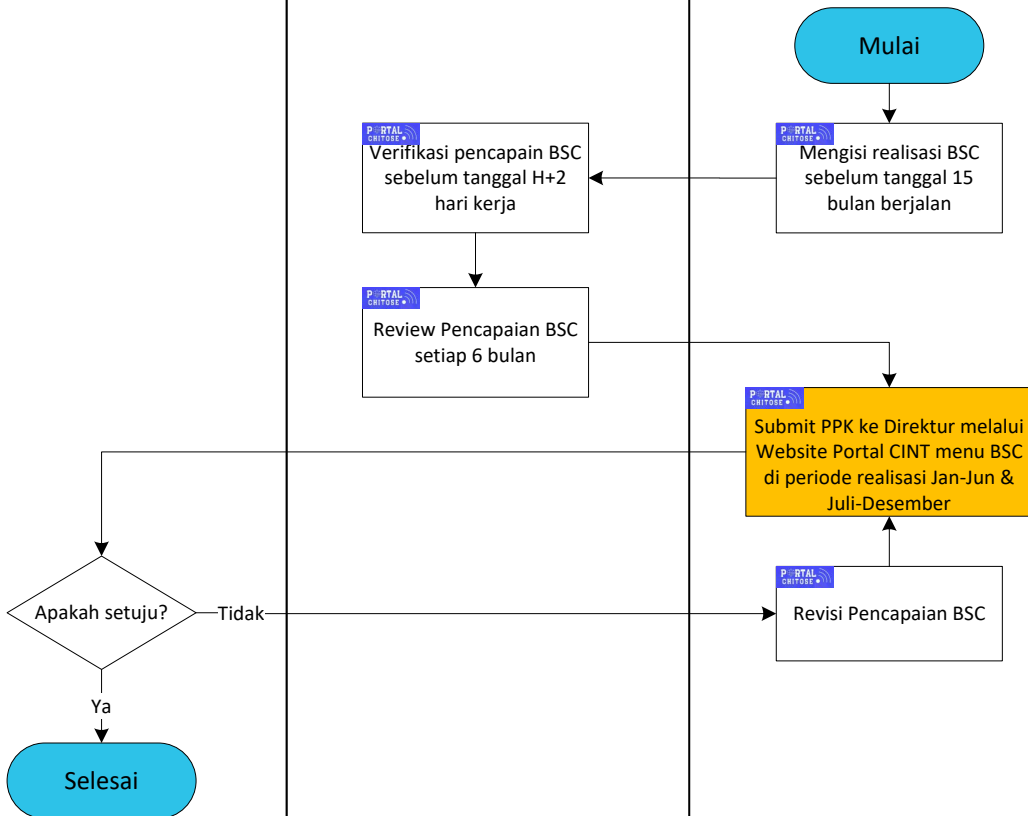 Mulai
PORTAL
CHITOSE
Mengisi realisasi BSC
sebelum tanggal 15
bulan berjalan
PORTAL
CHITOSE
Verifikasi pencapain BSC
sebelum tanggal H+2
hari kerja
PORTAL
CHITOSE
Review Pencapaian BSC
setiap 6 bulan
PORTAL
CHITOSE
Submit PPK ke Direktur melalui
Website Portal CINT menu BSC
di periode realisasi Jan-Jun &
Juli-Desember
Apakah setuju?
Tidak
PORTAL
CHITOSE
Revisi Pencapaian BSC
Ya
Selesai